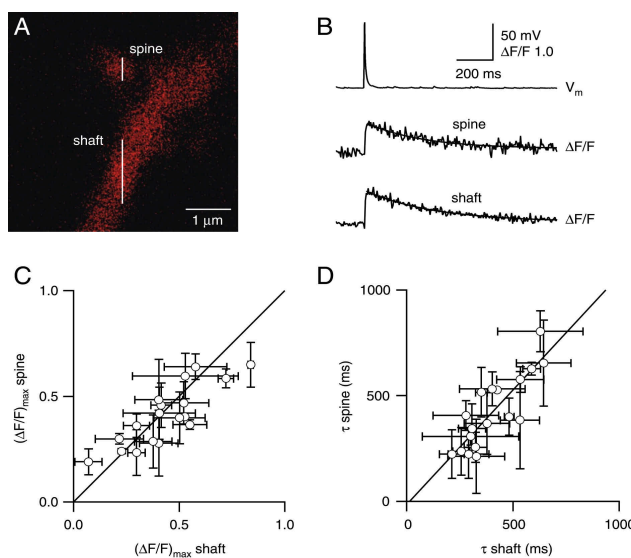 A
spine
shaft
1 µm
B
50 mV
ΔF/F 1.0
200 ms
Vm
spine
ΔF/F
shaft
ΔF/F
C
1.0
0.5
0.0
0.0 0.5 1.0
(ΔF/F)max spine
(ΔF/F)max shaft
D
1000
500
0
0 500 1000
τ spine (ms)
τ shaft (ms)